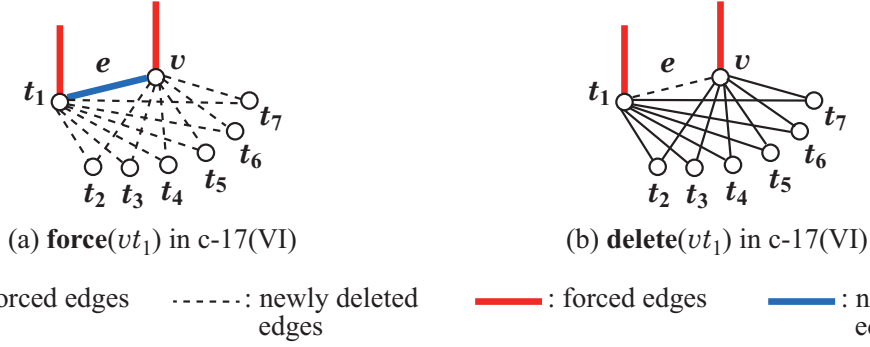 e v e v
t1 t7 t1 t7
t6 t6
t2 t3 t4 t5 t2 t3 t4 t5
(a) force(vt1) in c-17(VI) (b) delete(vt1) in c-17(VI)
edges : newly deleted : forced edges :
edges